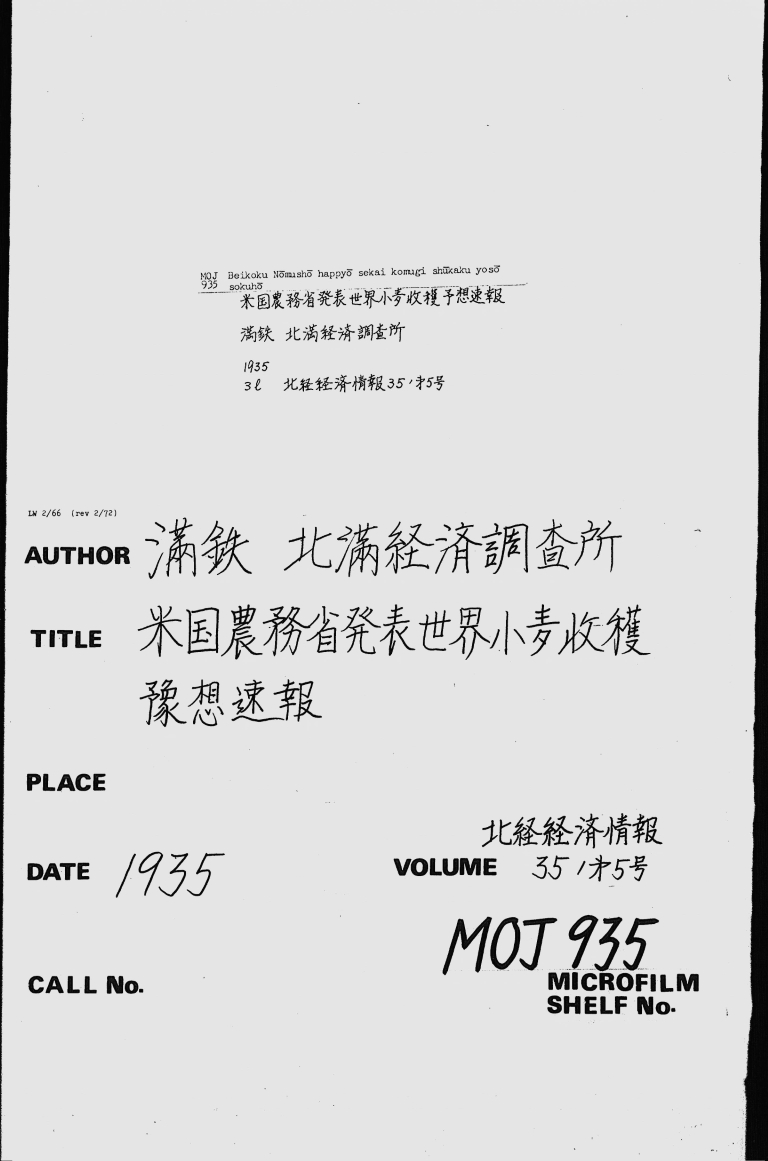 MOJ Beikoku Nōmushō happyō sekai komugi shūkaku yosō
935 sokuhō
米国農務省発表世界小麦收穫予想速報
満鉄 北満経済調査所
1935
3ℓ 北経経済情報35,才5号
LW 2/66 (rev 2/72)
AUTHOR 満鉄 北満経済調査所
TITLE 米国農務省発表世界小麦收穫
豫想速報
PLACE
北経経済情報
DATE 1935 VOLUME 35,才5号
MOJ 935
CALL No. MICROFILM
SHELF No.